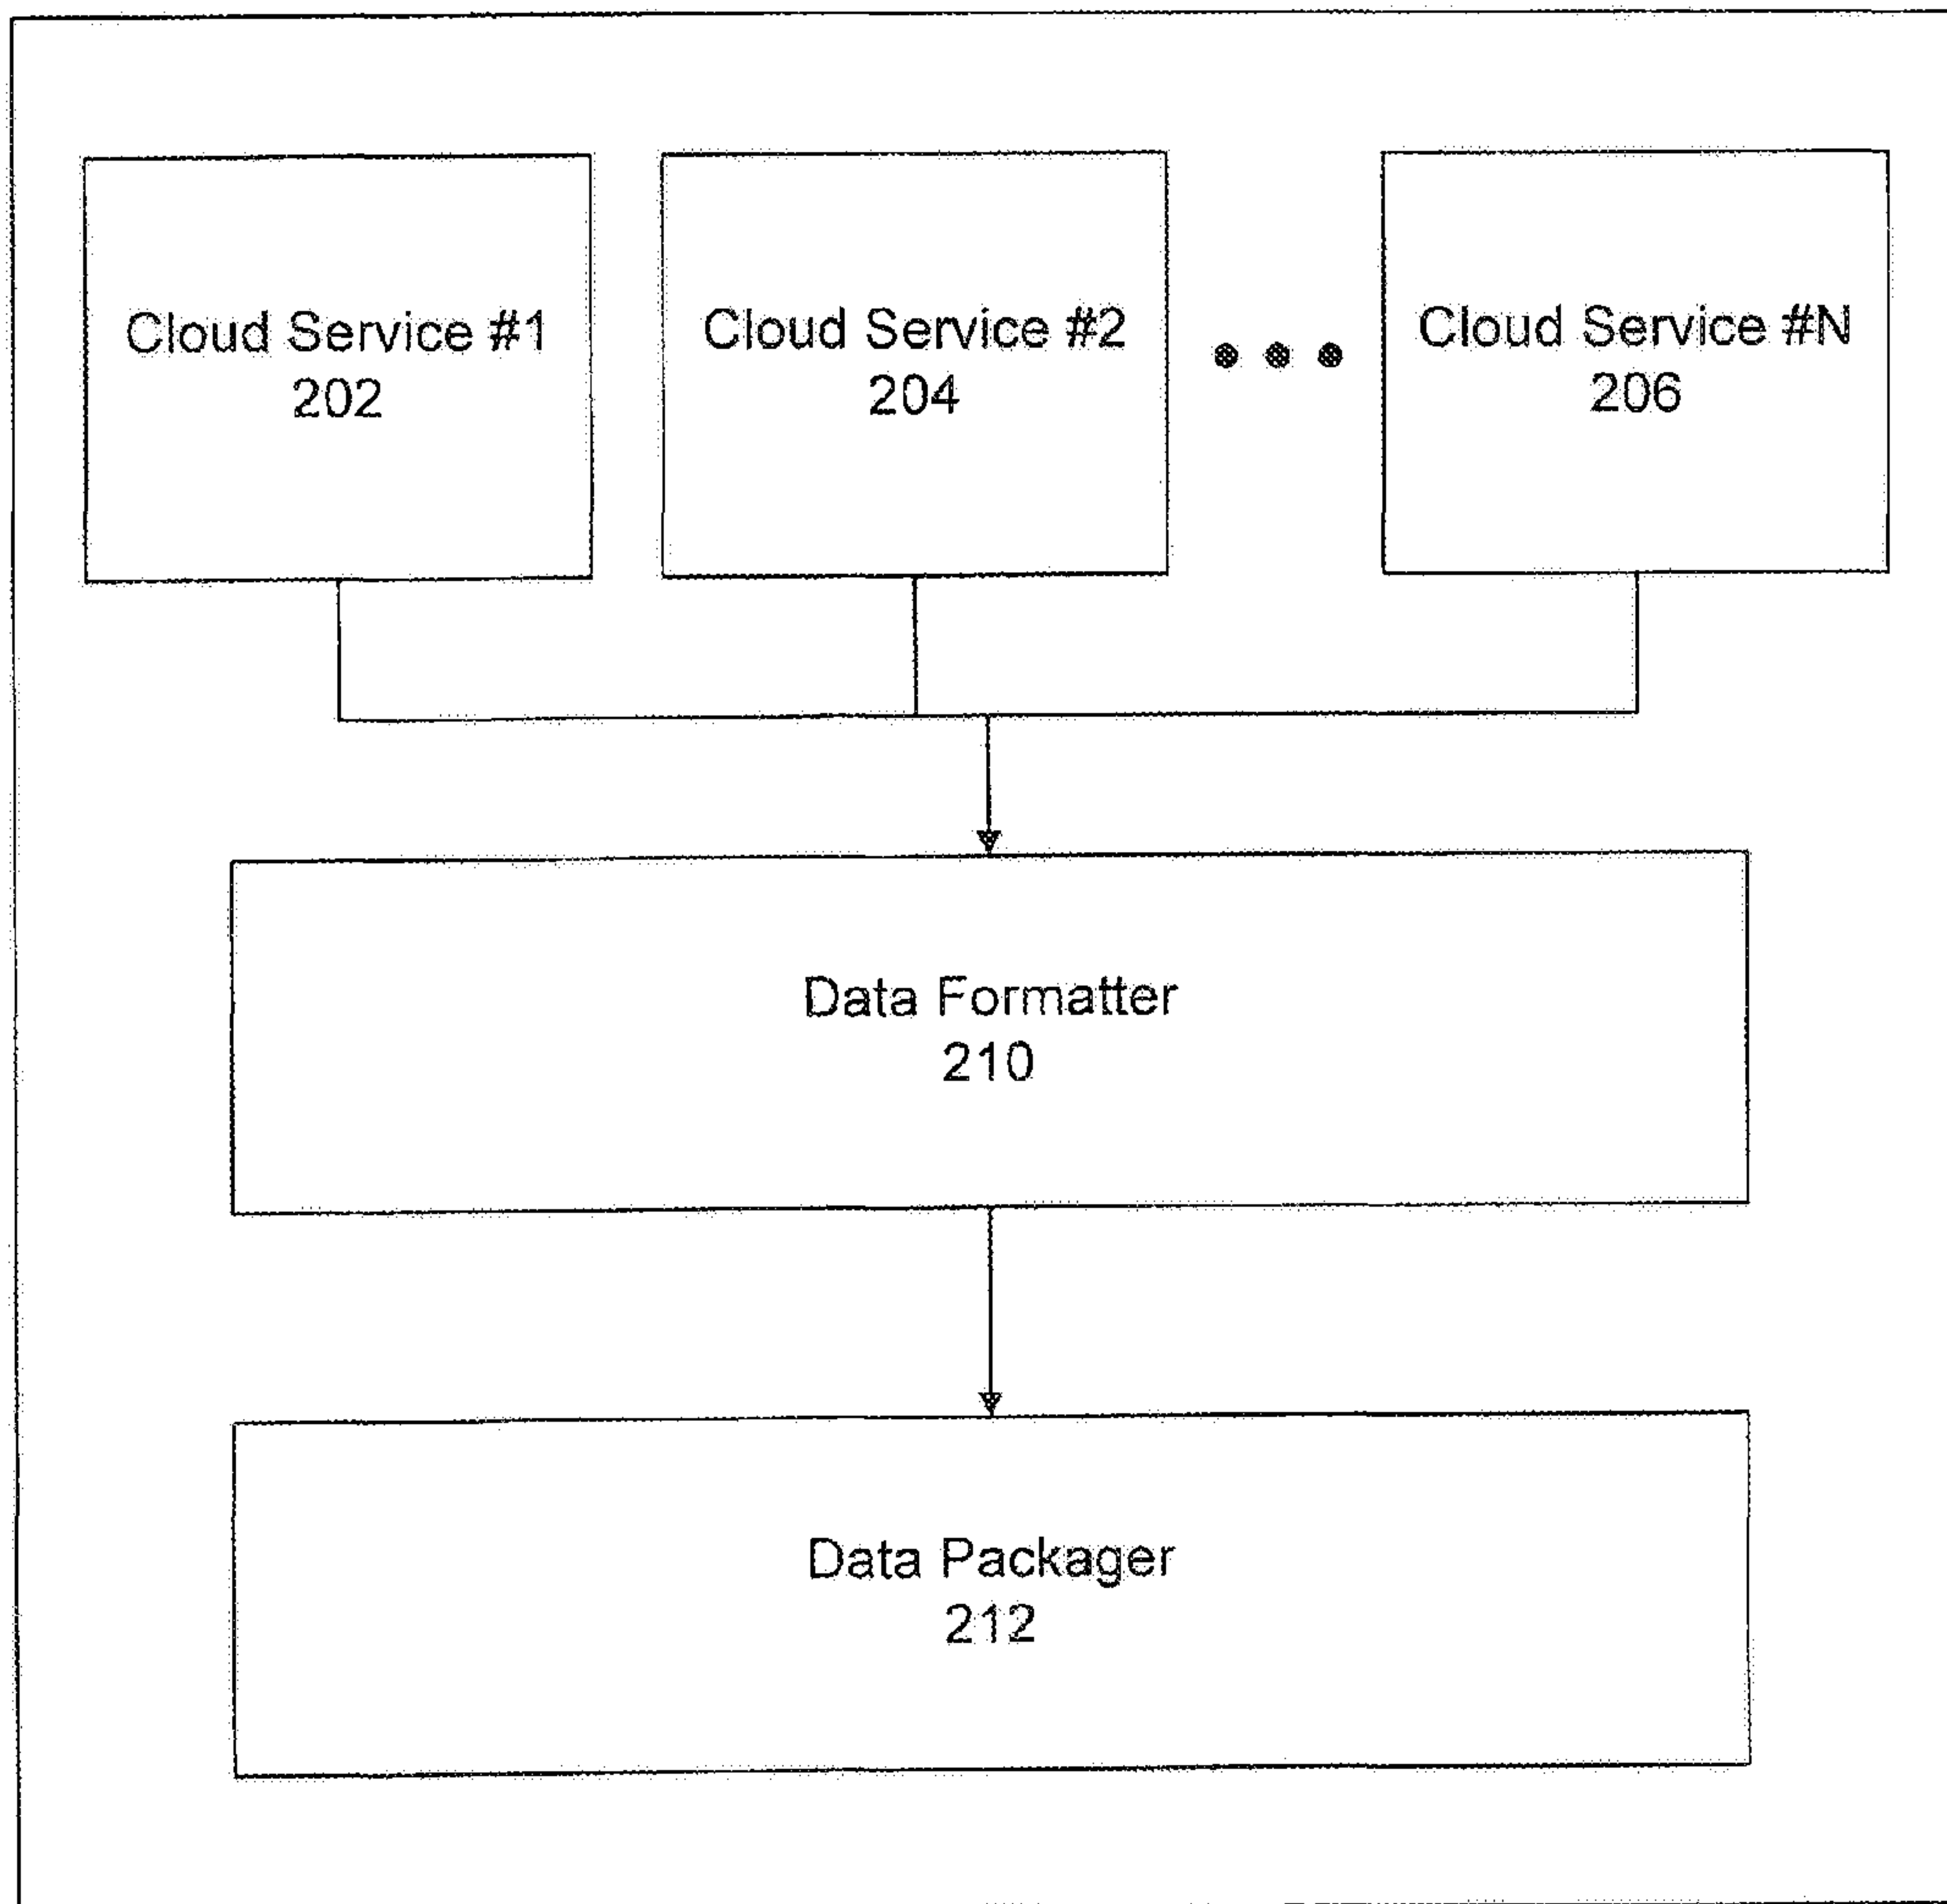 Cloud Service #1
202
Cloud Service #2
204
Cloud Service #N
206
Data Formatter
210
Data Packager
212